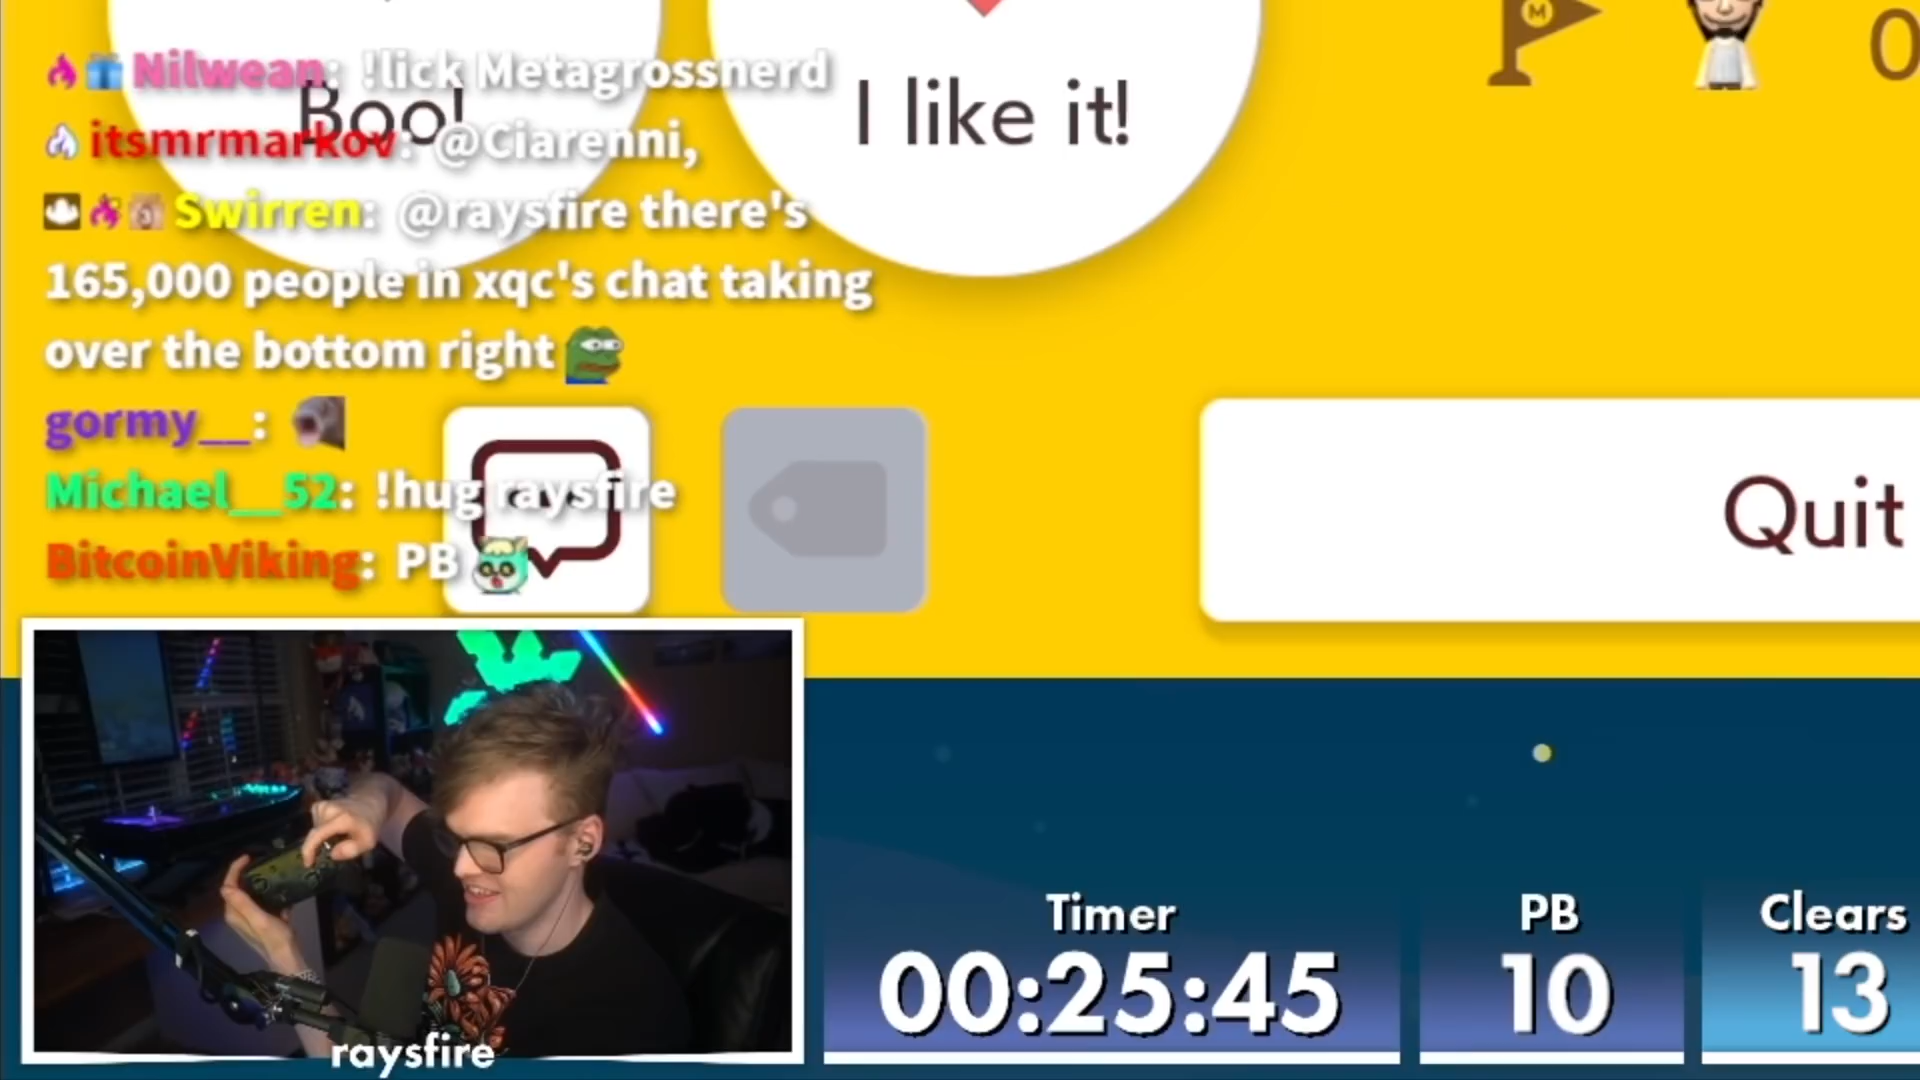 Nilwean: !lick Metagrossnerd
Boo!
I like it!
0
M
itsmrmarkov: @Ciarenni,
Swirren: @raysfire there's
165,000 people in xqc's chat taking
over the bottom right
gormy__:
Michael__52: !hug raysfire
BitcoinViking: PB
Quit
Timer
00:25:45
PB
10
Clears
13
raysfire